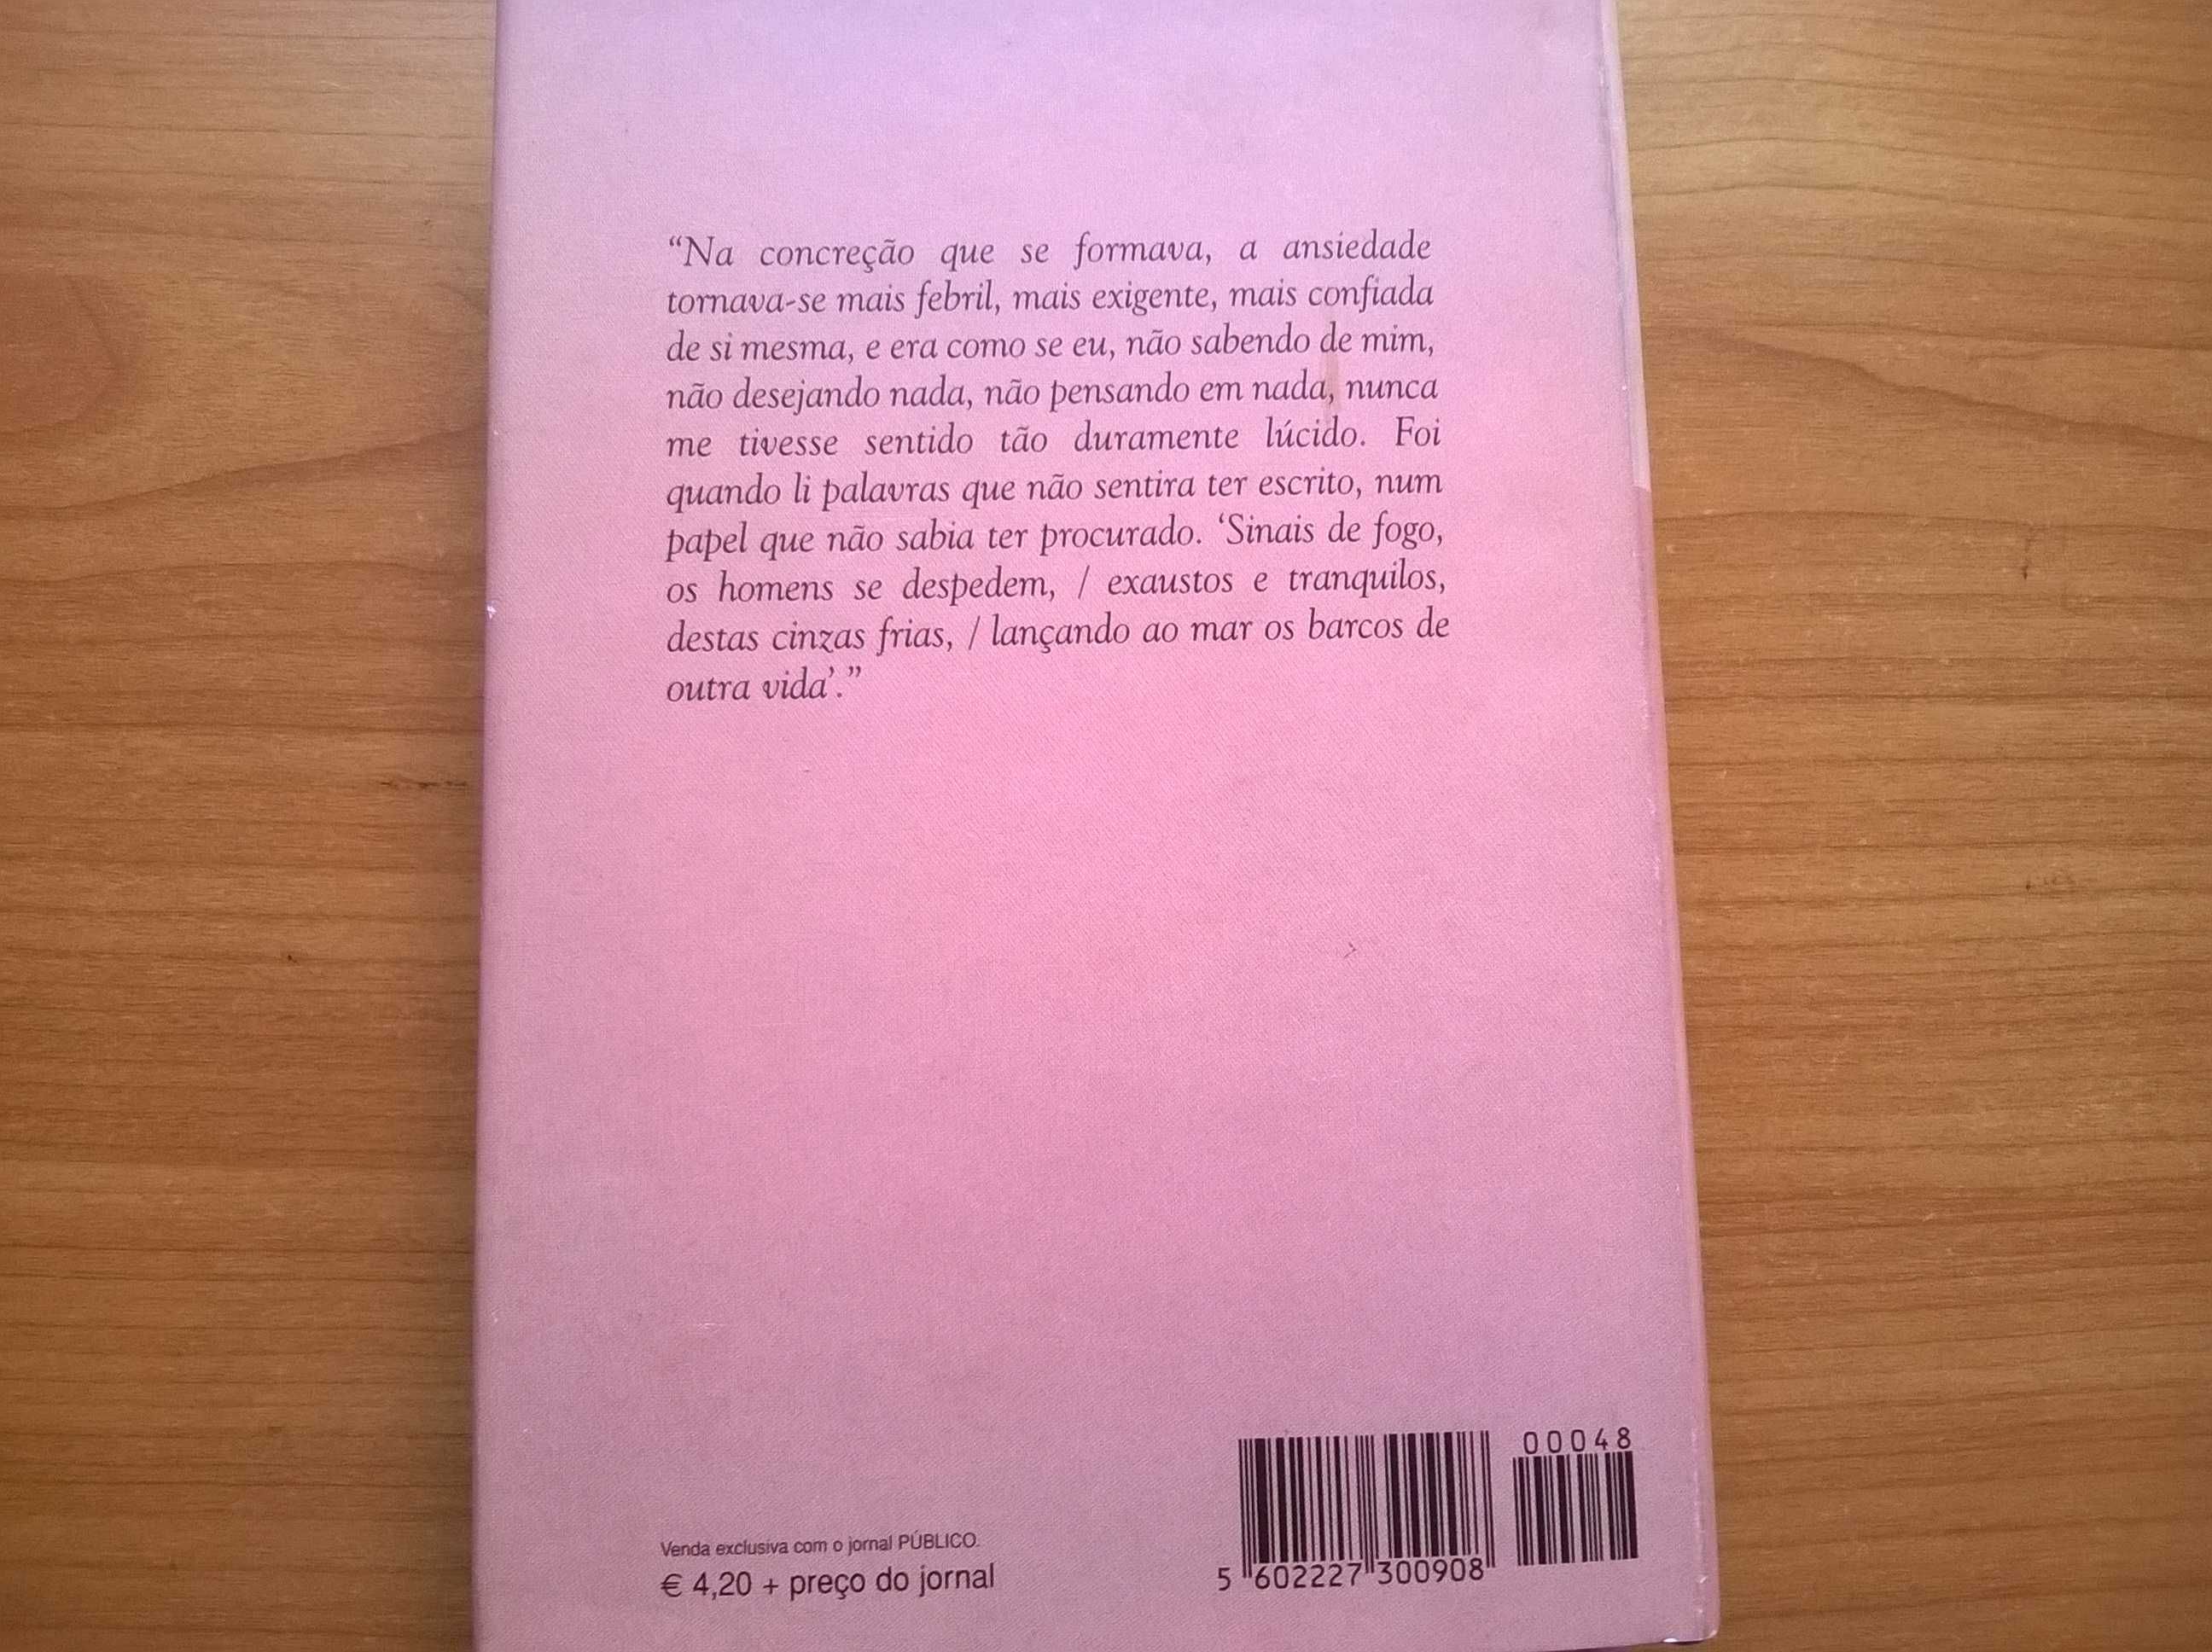 “Na concreção que se formava, a ansiedade
tornava-se mais febril, mais exigente, mais confiada
de si mesma, e era como se eu, não sabendo de mim,
não desejando nada, não pensando em nada, nunca
me tivesse sentido tão duramente lúcido. Foi
quando li palavras que não sentira ter escrito, num
papel que não sabia ter procurado. ‘Sinais de fogo,
os homens se despedem, / exaustos e tranquilos,
destas cinzas frias, / lançando ao mar os barcos de
outra vida’.”
00048
Venda exclusiva com o jornal PÚBLICO.
€ 4,20 + preço do jornal
5 602227 300908